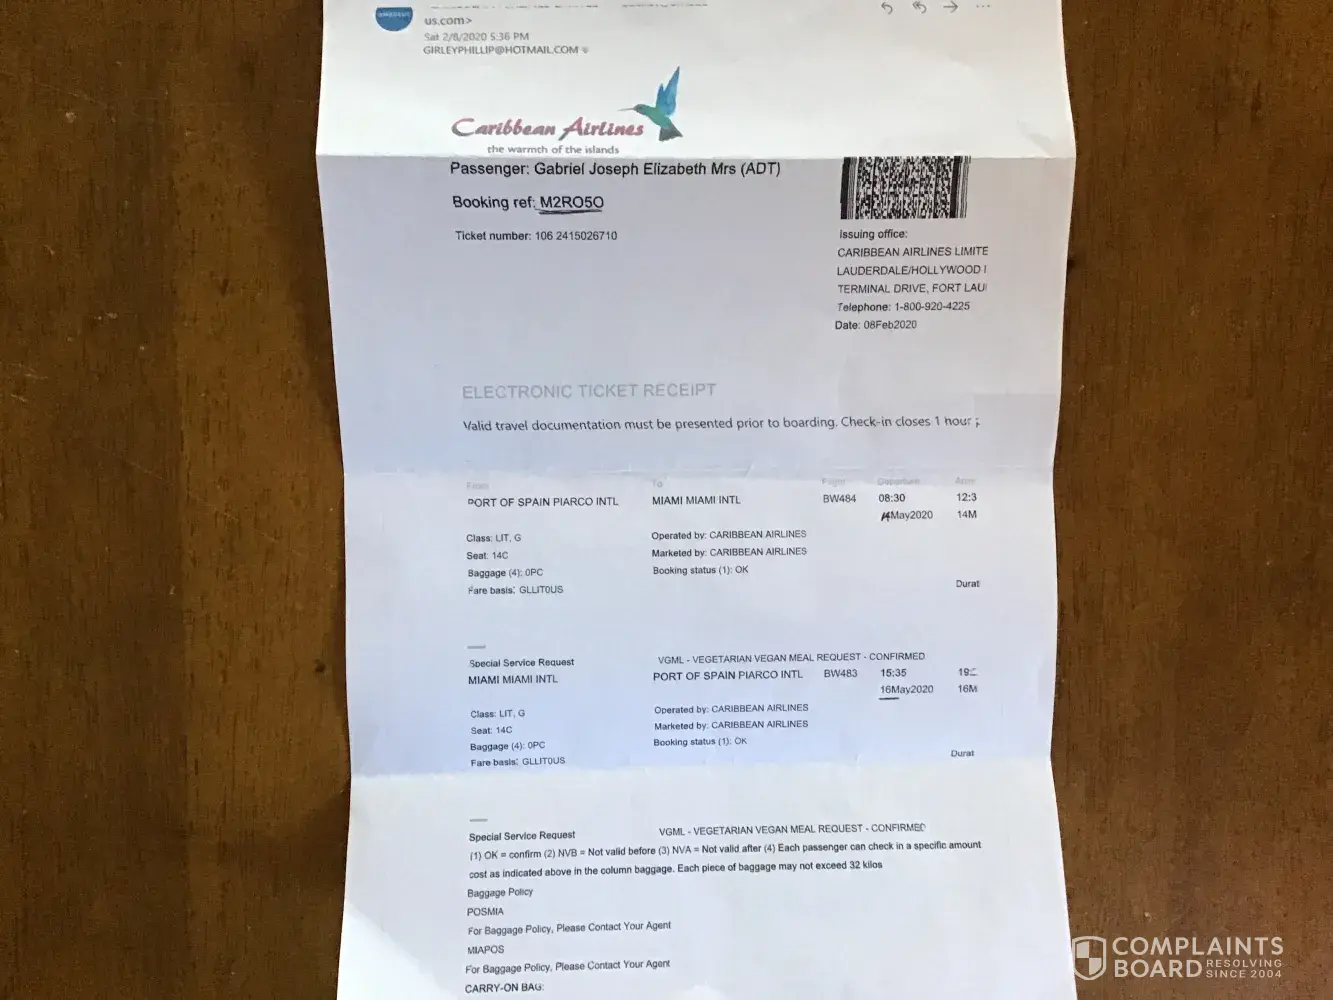 us.com>
Sat 2/8/2020 5:36 PM
GIRLEYPHILLIP@HOTMAIL.COM
Caribbean Airlines
the warmth of the islands
Passenger: Gabriel Joseph Elizabeth Mrs (ADT)
Booking ref: M2RO5O
Ticket number: 106 2415026710
Issuing office:
CARIBBEAN AIRLINES LIMITE
LAUDERDALE/HOLLYWOOD I
TERMINAL DRIVE, FORT LAU
Telephone: 1-800-920-4225
Date: 08Feb2020
ELECTRONIC TICKET RECEIPT
Valid travel documentation must be presented prior to boarding. Check-in closes 1 hour
From To Flight Departure Arriv
PORT OF SPAIN PIARCO INTL MIAMI MIAMI INTL BW484 08:30 12:3
14May2020 14M
Class: LIT, G Operated by: CARIBBEAN AIRLINES
Seat: 14C Marketed by: CARIBBEAN AIRLINES
Baggage (4): 0PC Booking status (1): OK
Fare basis: GLLIT0US Durat
Special Service Request VGML - VEGETARIAN VEGAN MEAL REQUEST - CONFIRMED
MIAMI MIAMI INTL PORT OF SPAIN PIARCO INTL BW483 15:35 19:
16May2020 16M
Class: LIT, G Operated by: CARIBBEAN AIRLINES
Seat: 14C Marketed by: CARIBBEAN AIRLINES
Baggage (4): 0PC Booking status (1): OK
Fare basis: GLLIT0US Durat
Special Service Request VGML - VEGETARIAN VEGAN MEAL REQUEST - CONFIRMED
(1) OK = confirm (2) NVB = Not valid before (3) NVA = Not valid after (4) Each passenger can check in a specific amount
cost as indicated above in the column baggage. Each piece of baggage may not exceed 32 kilos
Baggage Policy
POSMIA
For Baggage Policy, Please Contact Your Agent
MIAPOS
For Baggage Policy, Please Contact Your Agent
CARRY-ON BAG:
COMPLAINTS
BOARD RESOLVING
SINCE 2004